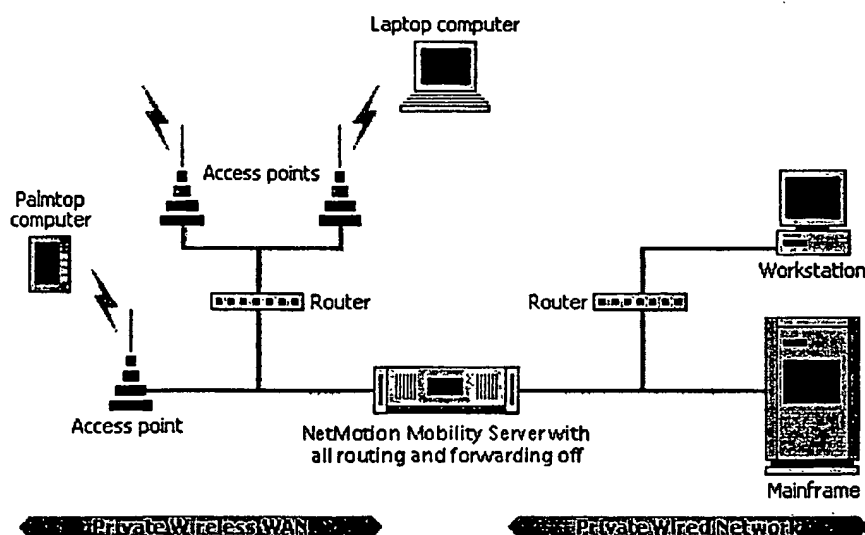 Laptop computer
Access points
Palmtop
computer
Router
Router
Workstation
Access point
NetMotion Mobility Server with
all routing and forwarding off
Mainframe
Private Wireless WAN
Private Wired Network